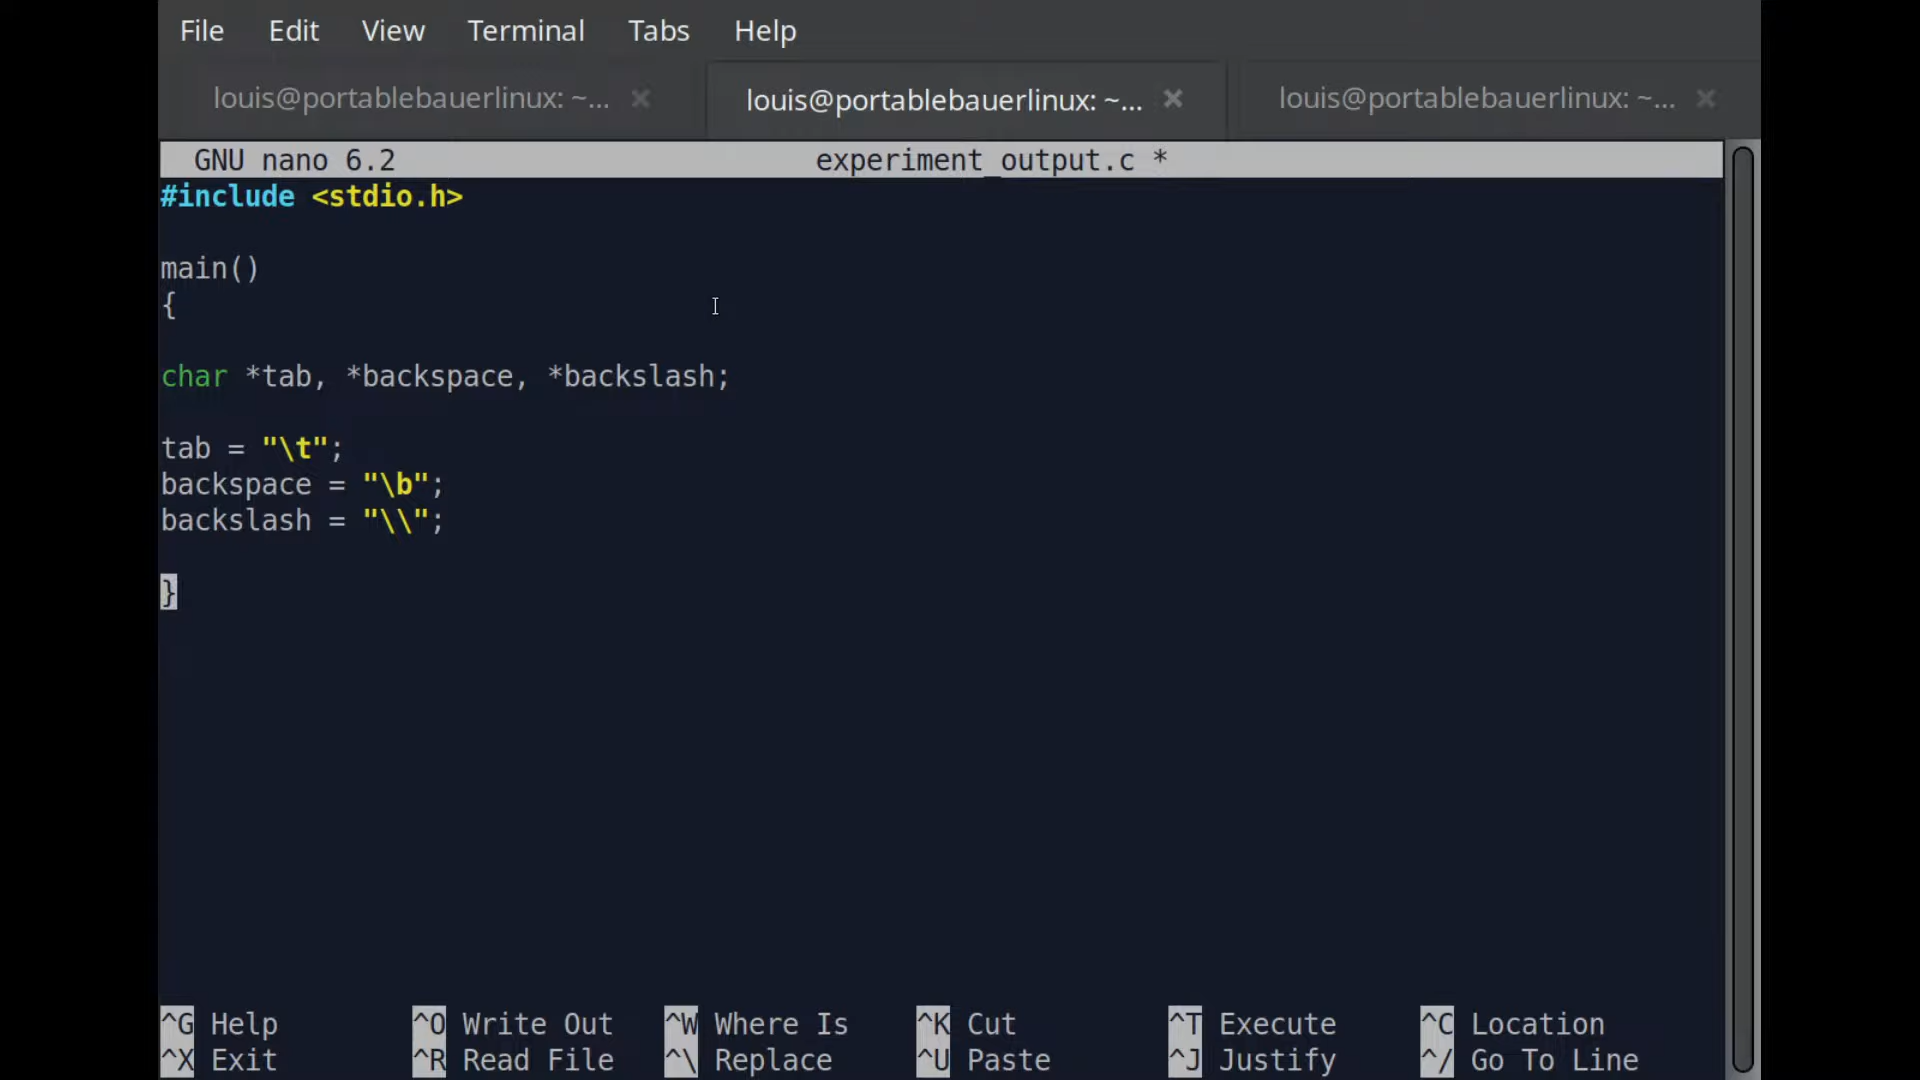 File Edit View Terminal Tabs Help
louis@portablebauerlinux: ~... × louis@portablebauerlinux: ~... × louis@portablebauerlinux: ~... ×
GNU nano 6.2 experiment_output.c *
#include <stdio.h>
main()
{
char *tab, *backspace, *backslash;
tab = "\t";
backspace = "\b";
backslash = "\\";
}
^G Help ^O Write Out ^W Where Is ^K Cut ^T Execute ^C Location
^X Exit ^R Read File ^\ Replace ^U Paste ^J Justify ^/ Go To Line